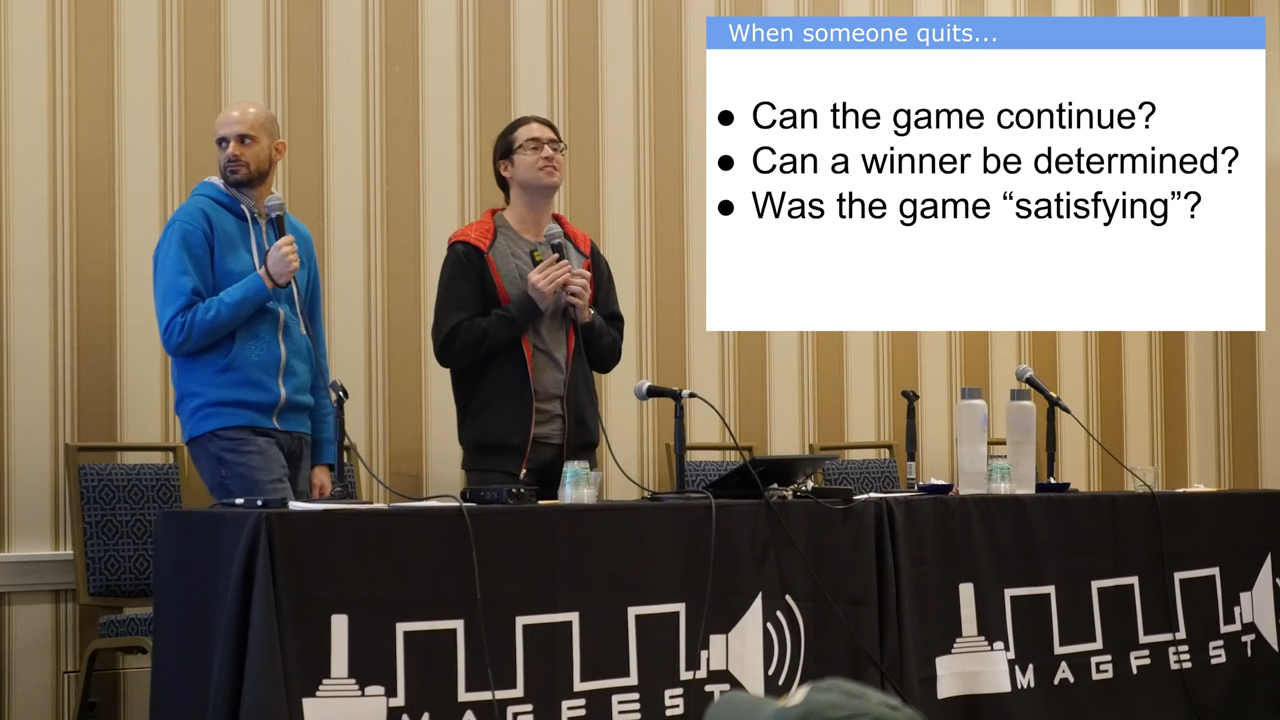 When someone quits...
● Can the game continue?
● Can a winner be determined?
● Was the game “satisfying”?
MAGFEST
MAGFEST